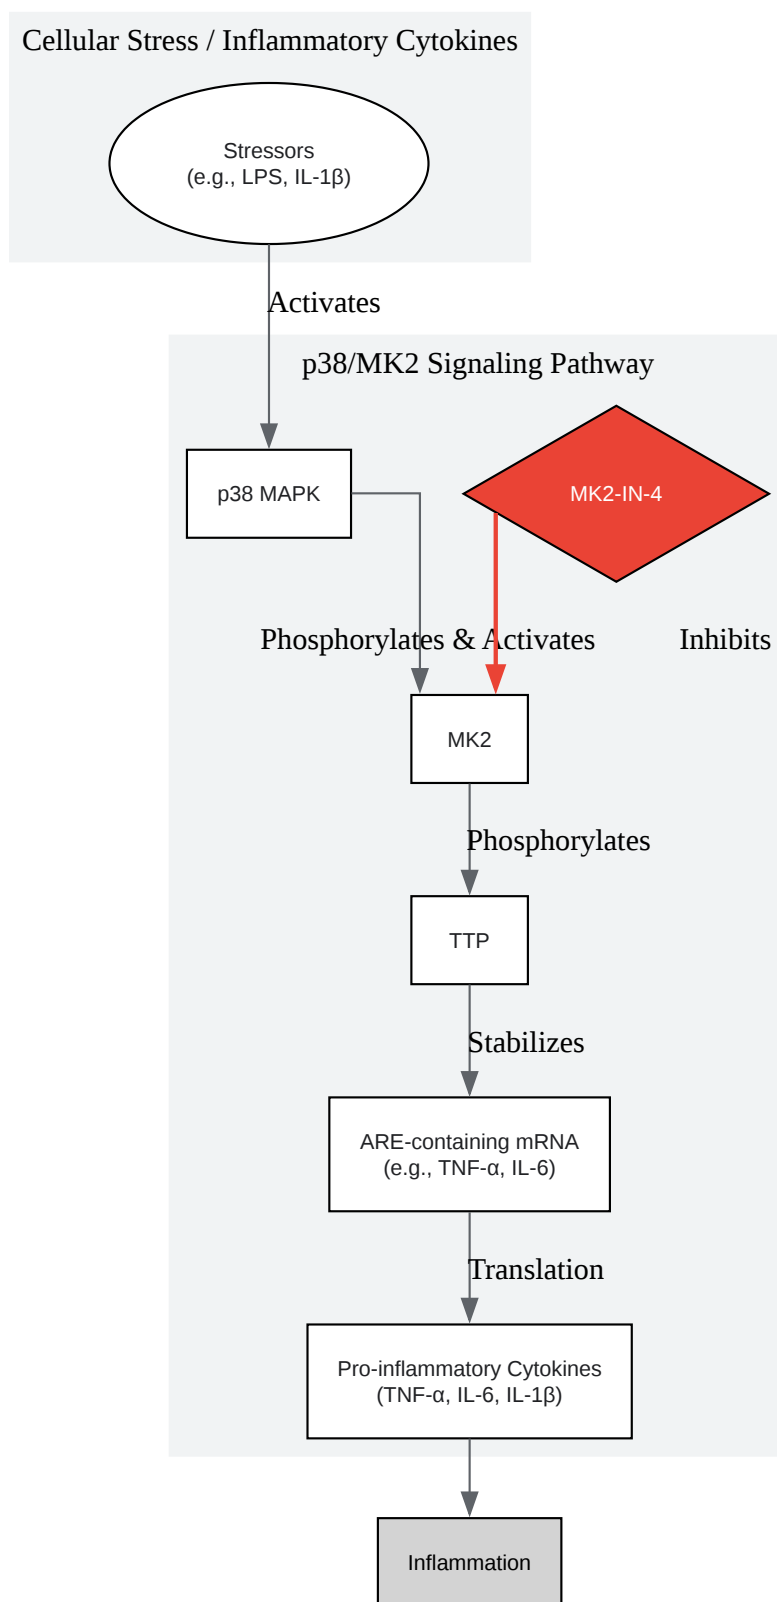 Cellular Stress / Inflammatory Cytokines
Stressors
(e.g., LPS, IL-1β)
Activates
p38/MK2 Signaling Pathway
p38 MAPK
MK2-IN-4
Phosphorylates & Activates
Inhibits
MK2
Phosphorylates
TTP
Stabilizes
ARE-containing mRNA
(e.g., TNF-α, IL-6)
Translation
Pro-inflammatory Cytokines
(TNF-α, IL-6, IL-1β)
Inflammation